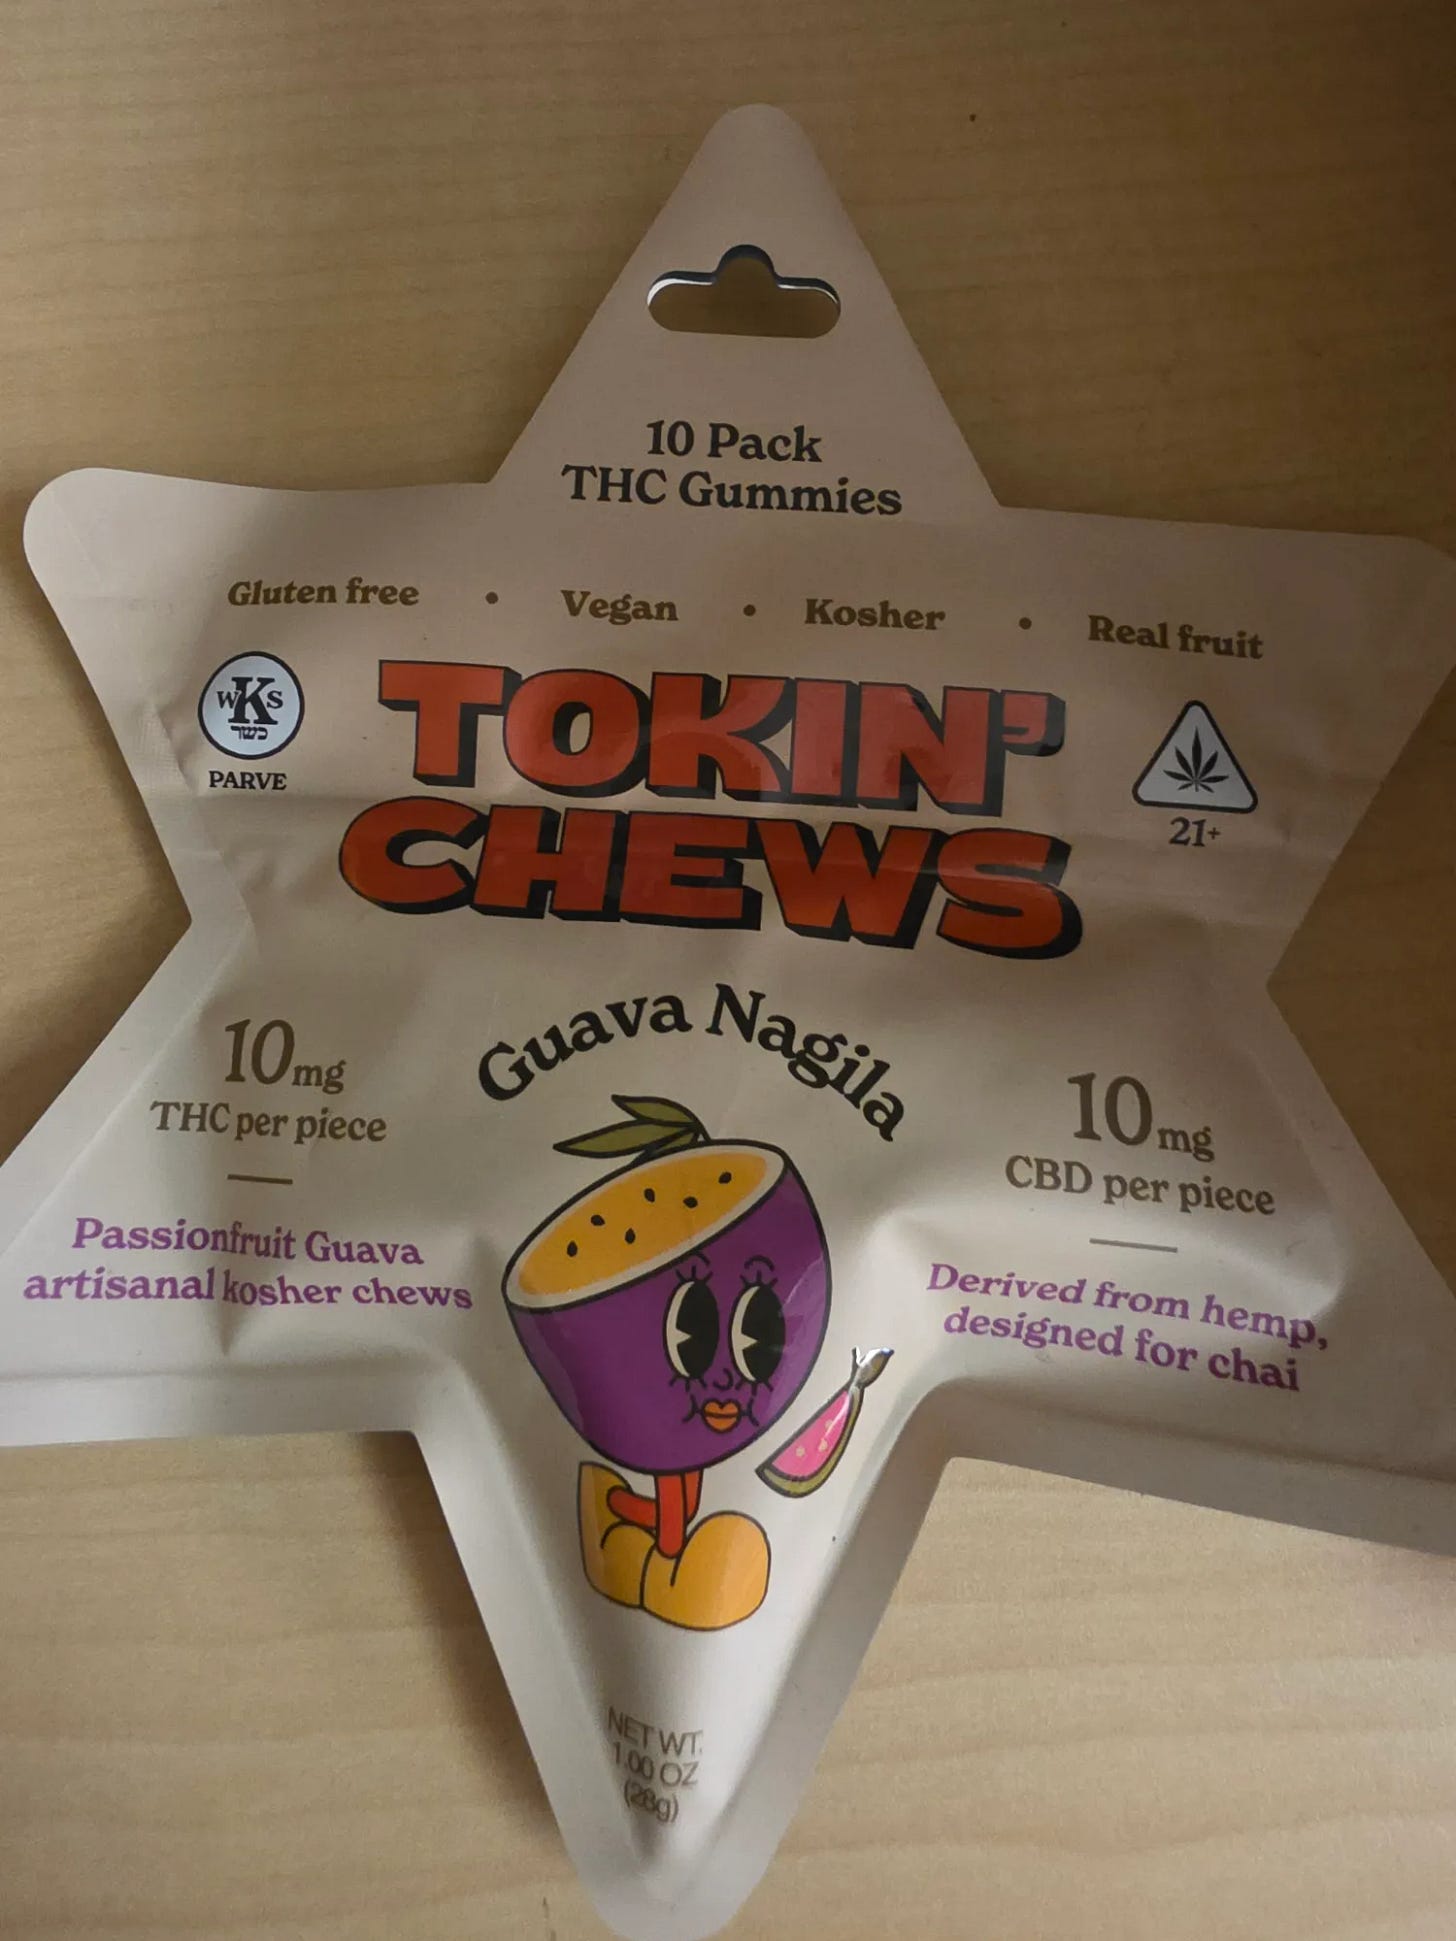 10 Pack
THC Gummies
Gluten free • Vegan • Kosher • Real fruit
WKS
כשר
PARVE
TOKIN'
CHEWS
21+
Guava Nagila
10mg
THC per piece
Passionfruit Guava
artisanal kosher chews
10mg
CBD per piece
Derived from hemp,
designed for chai
NET WT.
1.00 OZ
(28g)